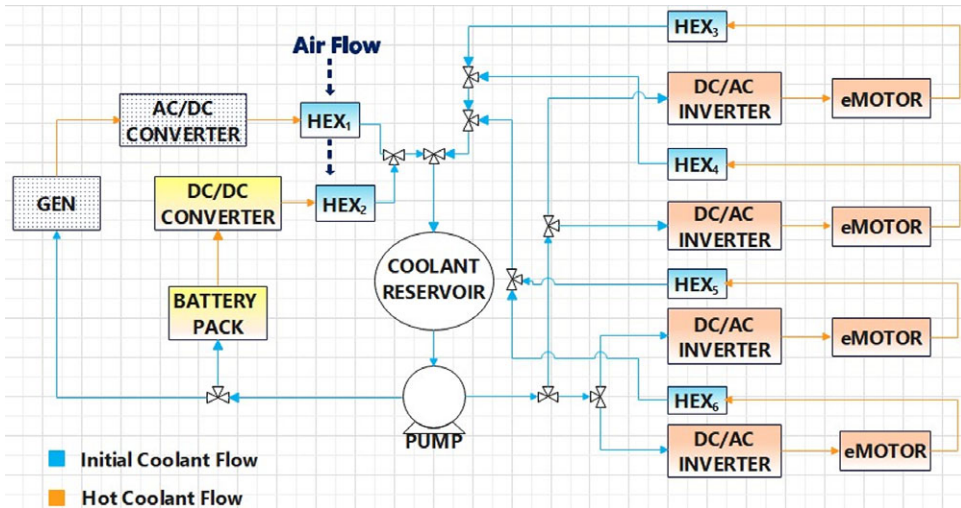 HEX₃
Air Flow
DC/AC
INVERTER
eMOTOR
AC/DC
CONVERTER
HEX₁
HEX₄
GEN
DC/DC
CONVERTER
HEX₂
DC/AC
INVERTER
eMOTOR
COOLANT
RESERVOIR
HEX₅
BATTERY
PACK
DC/AC
INVERTER
eMOTOR
HEX₆
PUMP
DC/AC
INVERTER
eMOTOR
Initial Coolant Flow
Hot Coolant Flow